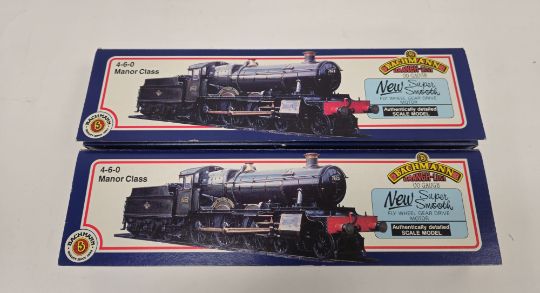 4-6-0
Manor Class
BACHMANN
BRANCH-LINE
OO GAUGE
New Super
Smooth
FLY WHEEL GEAR DRIVE
MOTOR
Authentically detailed
SCALE MODEL
BACHMANN
4-6-0
Manor Class
BACHMANN
BRANCH-LINE
OO GAUGE
New Super
Smooth
FLY WHEEL GEAR DRIVE
MOTOR
Authentically detailed
SCALE MODEL
BACHMANN